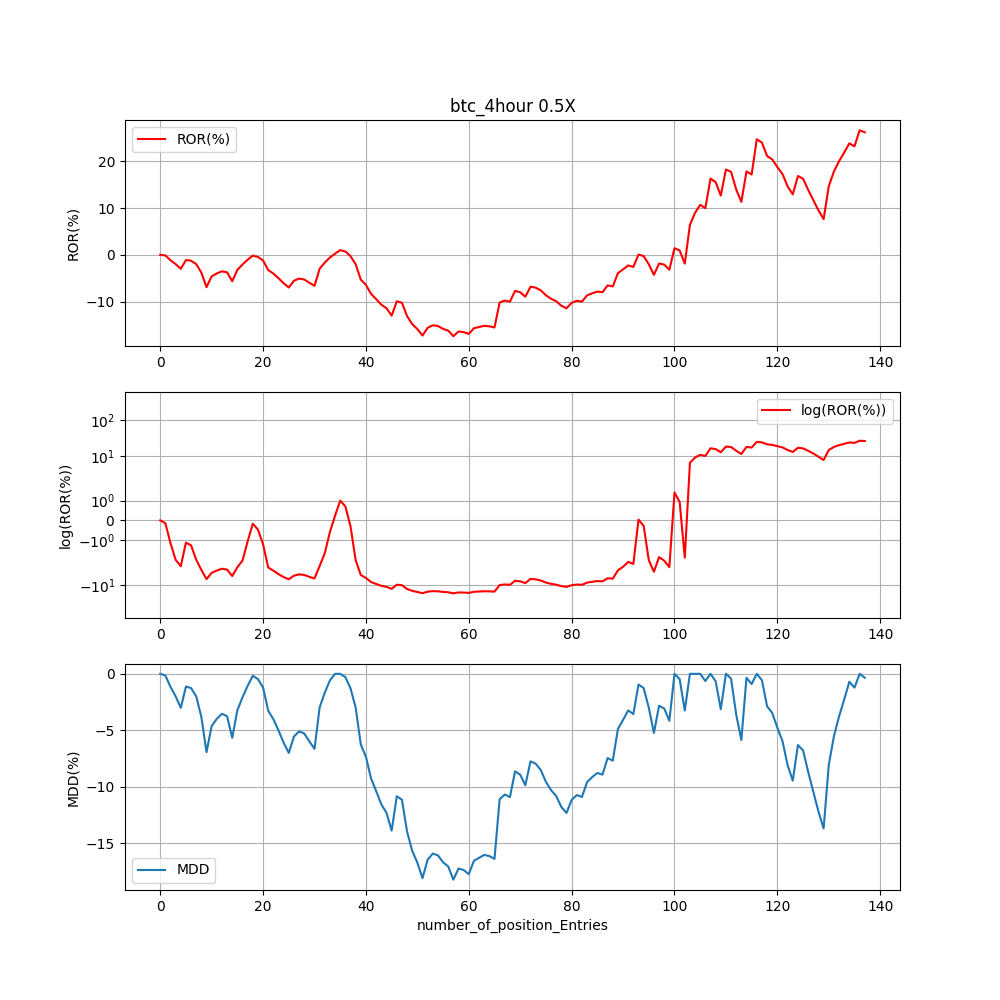 btc_4hour 0.5X
ROR(%)
ROR(%)
20
10
0
−10
0 20 40 60 80 100 120 140
log(ROR(%))
log(ROR(%))
10²
10¹
10⁰
0
−10⁰
−10¹
0 20 40 60 80 100 120 140
MDD(%)
0
−5
−10
−15
MDD
0 20 40 60 80 100 120 140
number_of_position_Entries